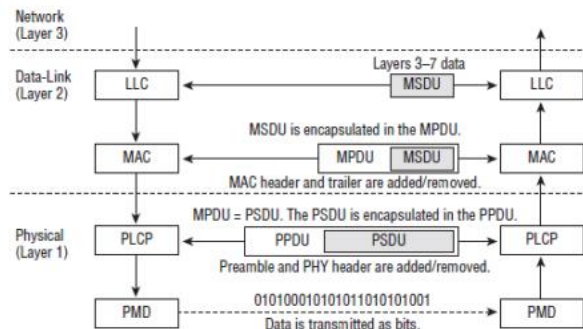 Network
(Layer 3)
Layers 3–7 data
Data-Link
(Layer 2)
LLC
MSDU
LLC
MSDU is encapsulated in the MPDU.
MAC
MPDU
MSDU
MAC
MAC header and trailer are added/removed.
MPDU = PSDU. The PSDU is encapsulated in the PPDU.
Physical
(Layer 1)
PLCP
PPDU
PSDU
PLCP
Preamble and PHY header are added/removed.
010100010101011010101001
PMD
PMD
Data is transmitted as bits.